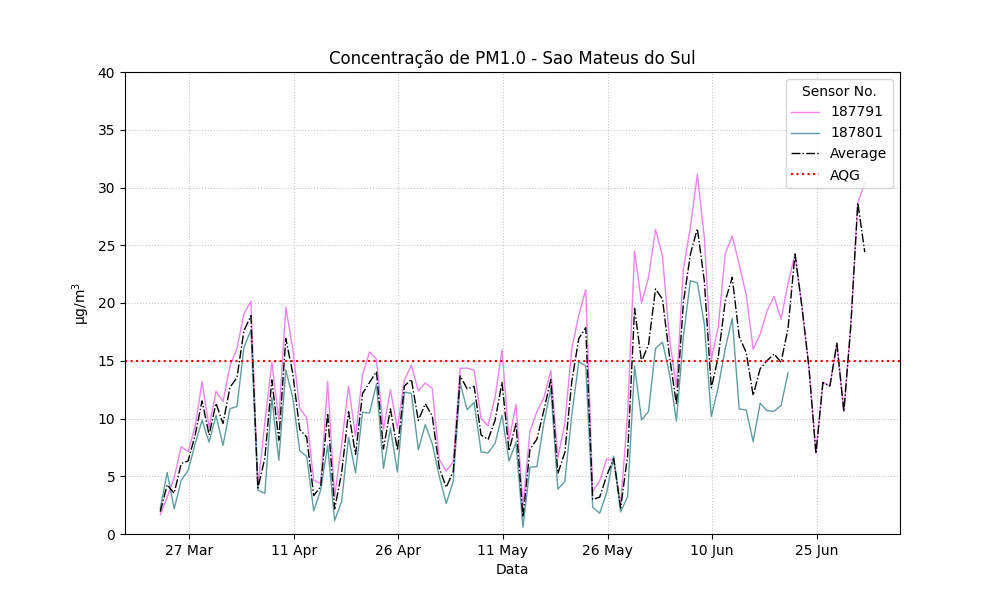 Concentração de PM1.0 - Sao Mateus do Sul
40
35
30
25
20
15
10
5
0
µg/m³
27 Mar
11 Apr
26 Apr
11 May
26 May
10 Jun
25 Jun
Data
Sensor No.
187791
187801
Average
AQG